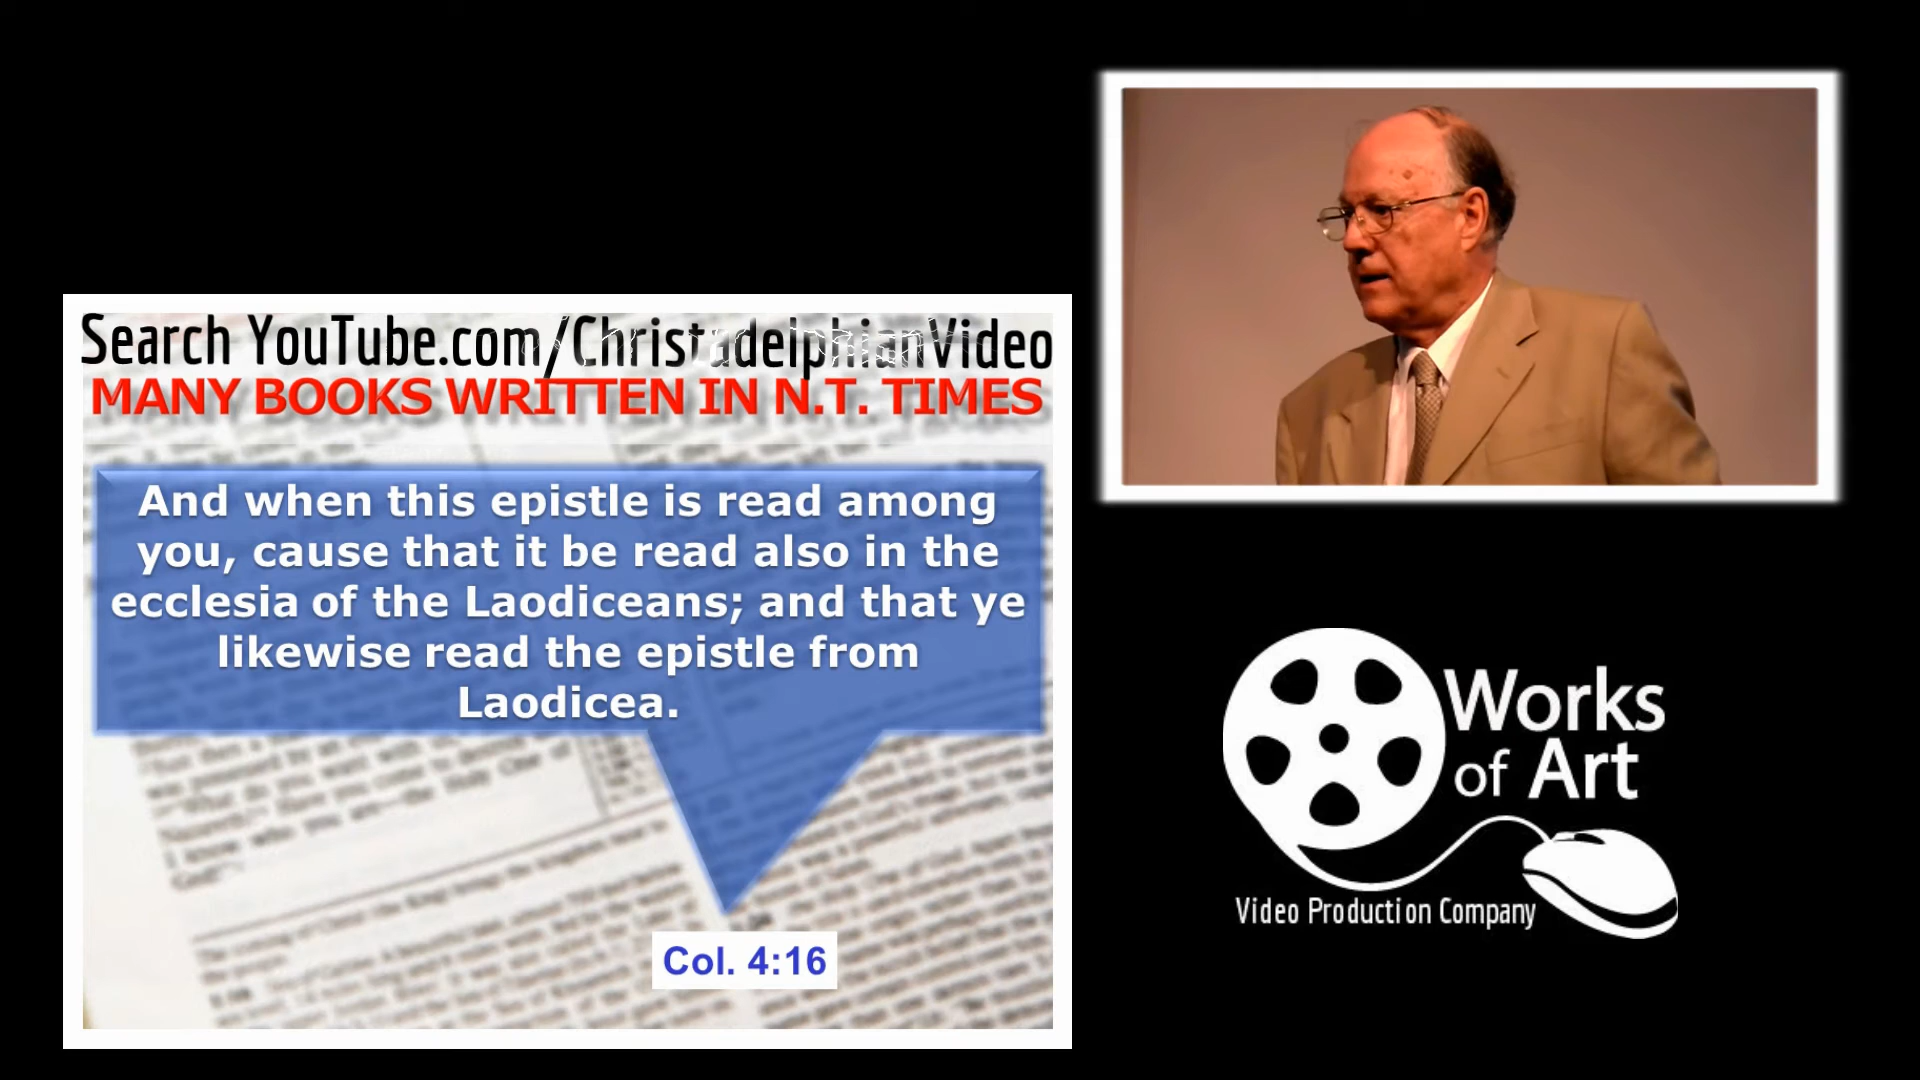 Search YouTube.com/ChristadelphianVideo
MANY BOOKS WRITTEN IN N.T. TIMES
And when this epistle is read among
you, cause that it be read also in the
ecclesia of the Laodiceans; and that ye
likewise read the epistle from
Laodicea.
Col. 4:16
Works
of Art
Video Production Company